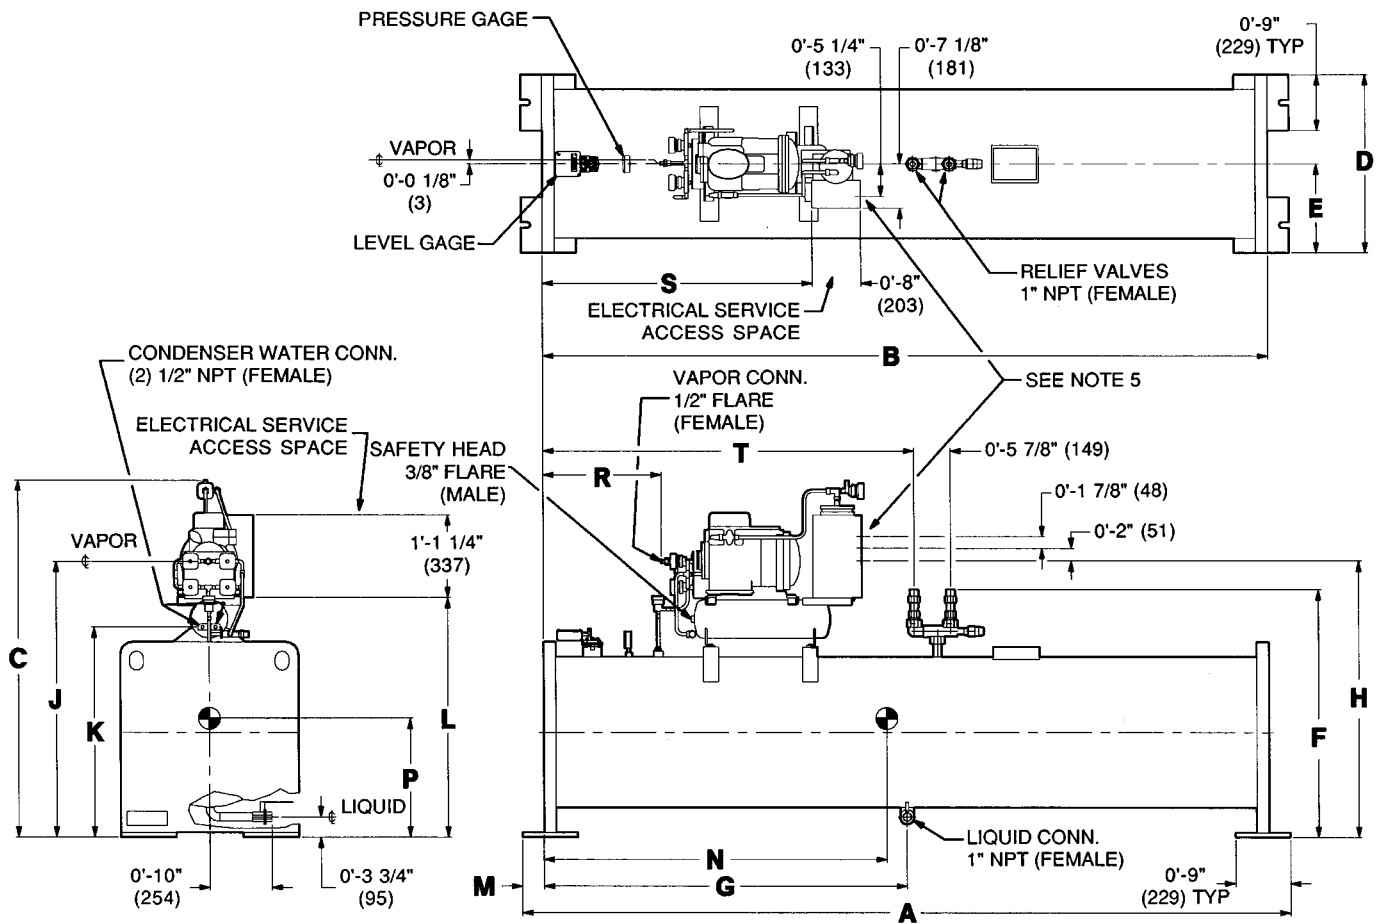 PRESSURE GAGE
0'-5 1/4"
(133)
0'-7 1/8"
(181)
0'-9"
(229) TYP
VAPOR
0'-0 1/8"
(3)
D
E
LEVEL GAGE
S
0'-8"
(203)
RELIEF VALVES
1" NPT (FEMALE)
ELECTRICAL SERVICE
ACCESS SPACE
B
CONDENSER WATER CONN.
(2) 1/2" NPT (FEMALE)
VAPOR CONN.
1/2" FLARE
(FEMALE)
SEE NOTE 5
ELECTRICAL SERVICE
ACCESS SPACE
SAFETY HEAD
3/8" FLARE
(MALE)
T
0'-5 7/8" (149)
R
0'-1 7/8" (48)
0'-2" (51)
VAPOR
1'-1 1/4"
(337)
C
J
K
L
P
H
F
LIQUID
LIQUID CONN.
1" NPT (FEMALE)
N
0'-10"
(254)
0'-3 3/4"
(95)
M
G
0'-9"
(229) TYP
A